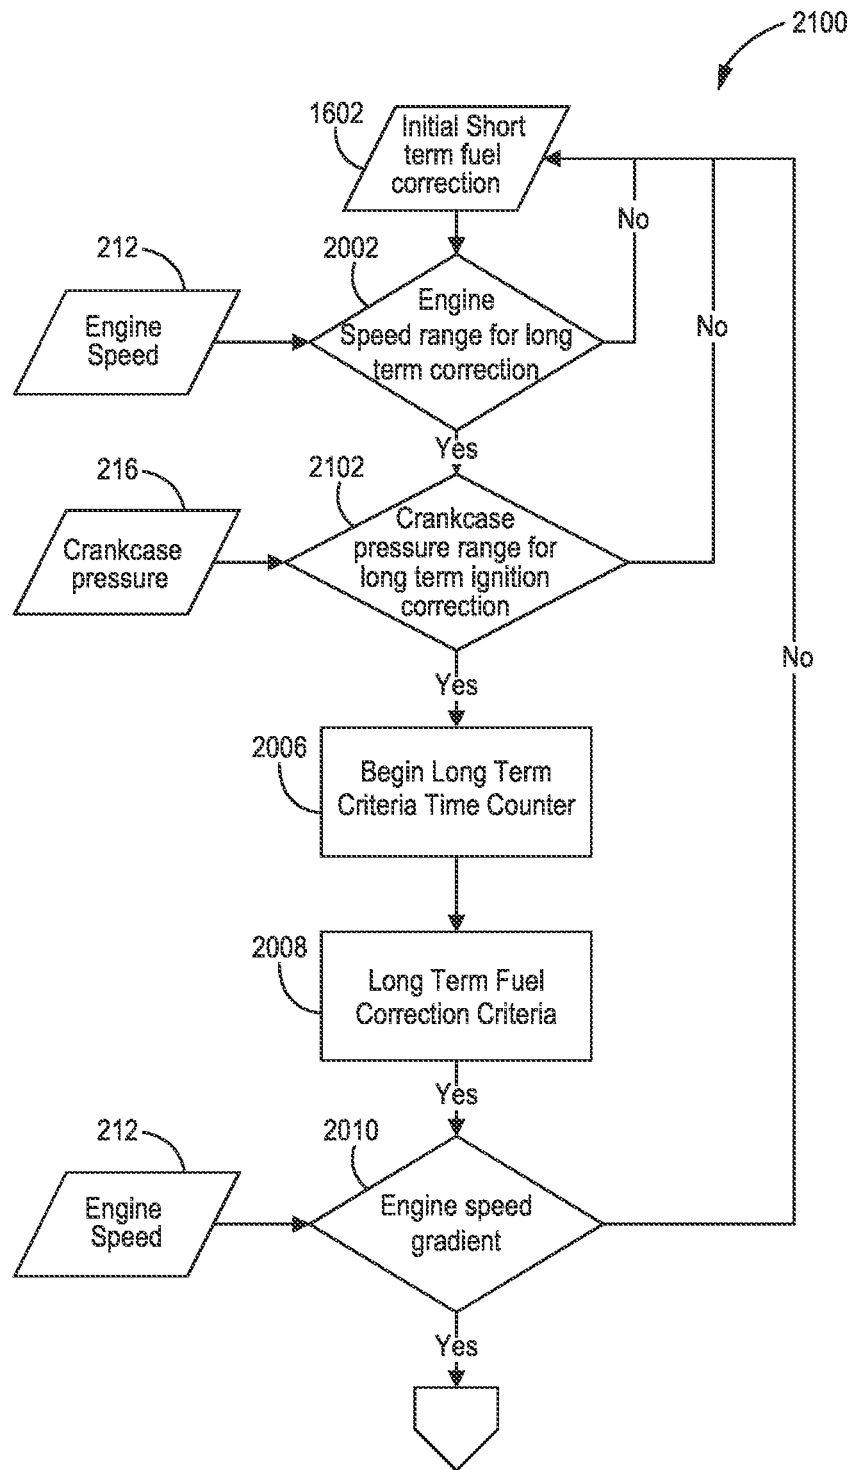 2100
1602
Initial Short
term fuel
correction
No
212
2002
Engine
Speed
Engine
Speed range for long
term correction
No
Yes
216
2102
Crankcase
pressure
Crankcase
pressure range for
long term ignition
correction
No
Yes
2006
Begin Long Term
Criteria Time Counter
2008
Long Term Fuel
Correction Criteria
Yes
212
2010
Engine
Speed
Engine speed
gradient
Yes